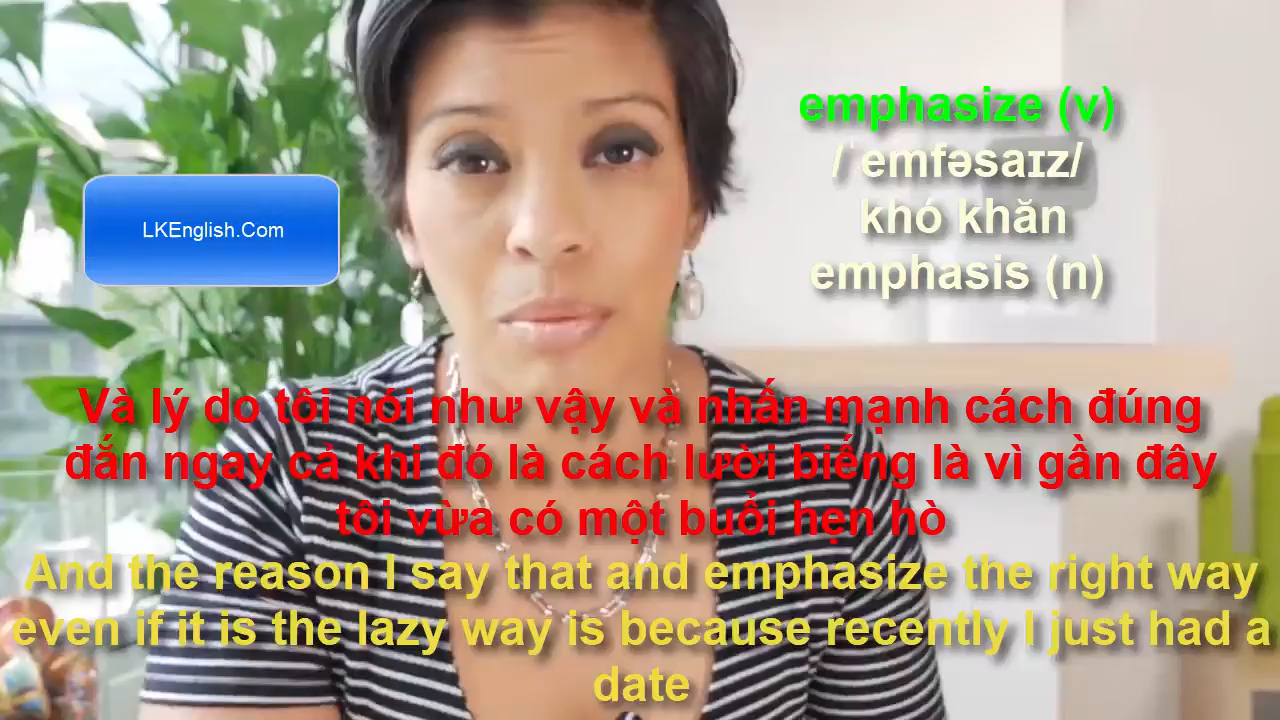 emphasize (v)
/ˈemfəsaɪz/
khó khăn
emphasis (n)
LKEnglish.Com
Và lý do tôi nói như vậy và nhấn mạnh cách đúng
đắn ngay cả khi đó là cách lười biếng là vì gần đây
tôi vừa có một buổi hẹn hò
And the reason I say that and emphasize the right way
even if it is the lazy way is because recently I just had a
date